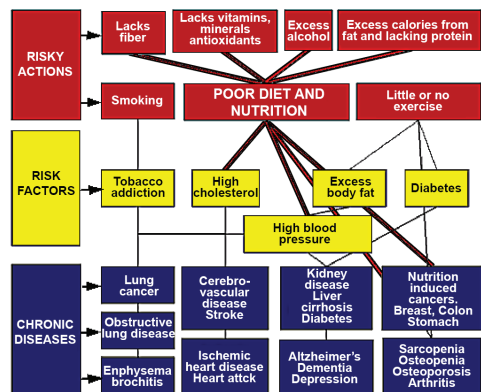 RISKY
ACTIONS
Lacks
fiber
Lacks vitamins,
minerals
antioxidants
Excess
alcohol
Excess calories from
fat and lacking protein
Smoking
POOR DIET AND
NUTRITION
Little or no
exercise
RISK
FACTORS
Tobacco
addiction
High
cholesterol
Excess
body fat
Diabetes
High blood
pressure
CHRONIC
DISEASES
Lung
cancer
Cerebro-
vascular
disease
Stroke
Kidney
disease
Liver
cirrhosis
Diabetes
Nutrition
induced
cancers.
Breast, Colon
Stomach
Obstructive
lung disease
Enphysema
brochitis
Ischemic
heart disease
Heart attck
Altzheimer's
Dementia
Depression
Sarcopenia
Osteopenia
Osteoporosis
Arthritis